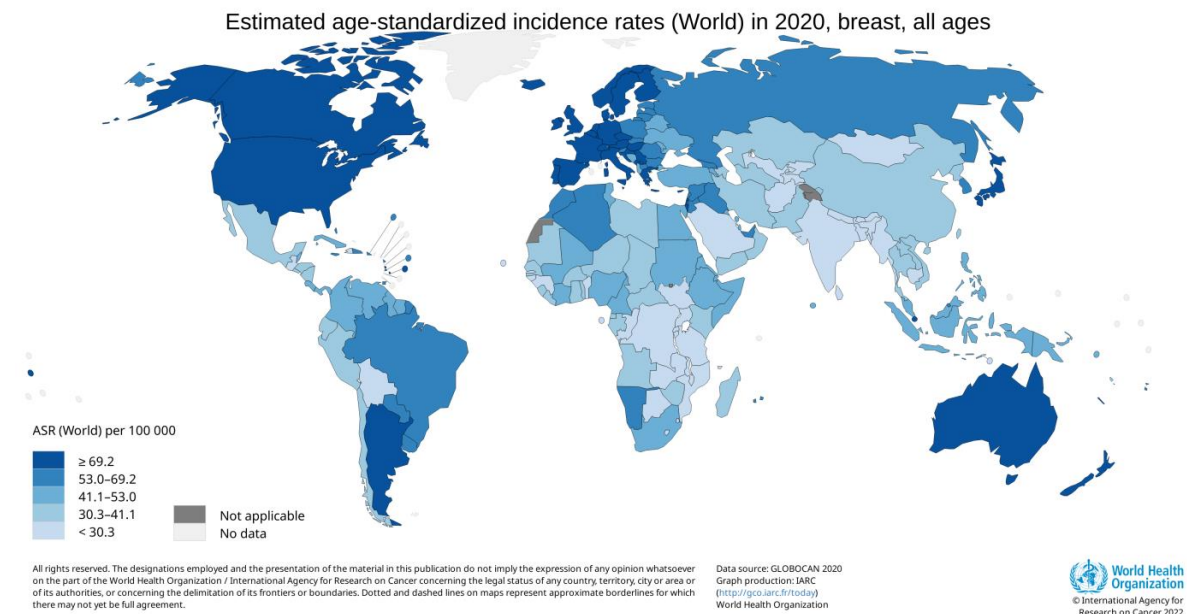 Estimated age-standardized incidence rates (World) in 2020, breast, all ages
ASR (World) per 100 000
≥ 69.2
53.0–69.2
41.1–53.0
30.3–41.1
< 30.3
Not applicable
No data
All rights reserved. The designations employed and the presentation of the material in this publication do not imply the expression of any opinion whatsoever
on the part of the World Health Organization / International Agency for Research on Cancer concerning the legal status of any country, territory, city or area or
of its authorities, or concerning the delimitation of its frontiers or boundaries. Dotted and dashed lines on maps represent approximate borderlines for which
there may not yet be full agreement.
Data source: GLOBOCAN 2020
Graph production: IARC
(http://gco.iarc.fr/today)
World Health Organization
World Health
Organization
© International Agency for
Research on Cancer 2022